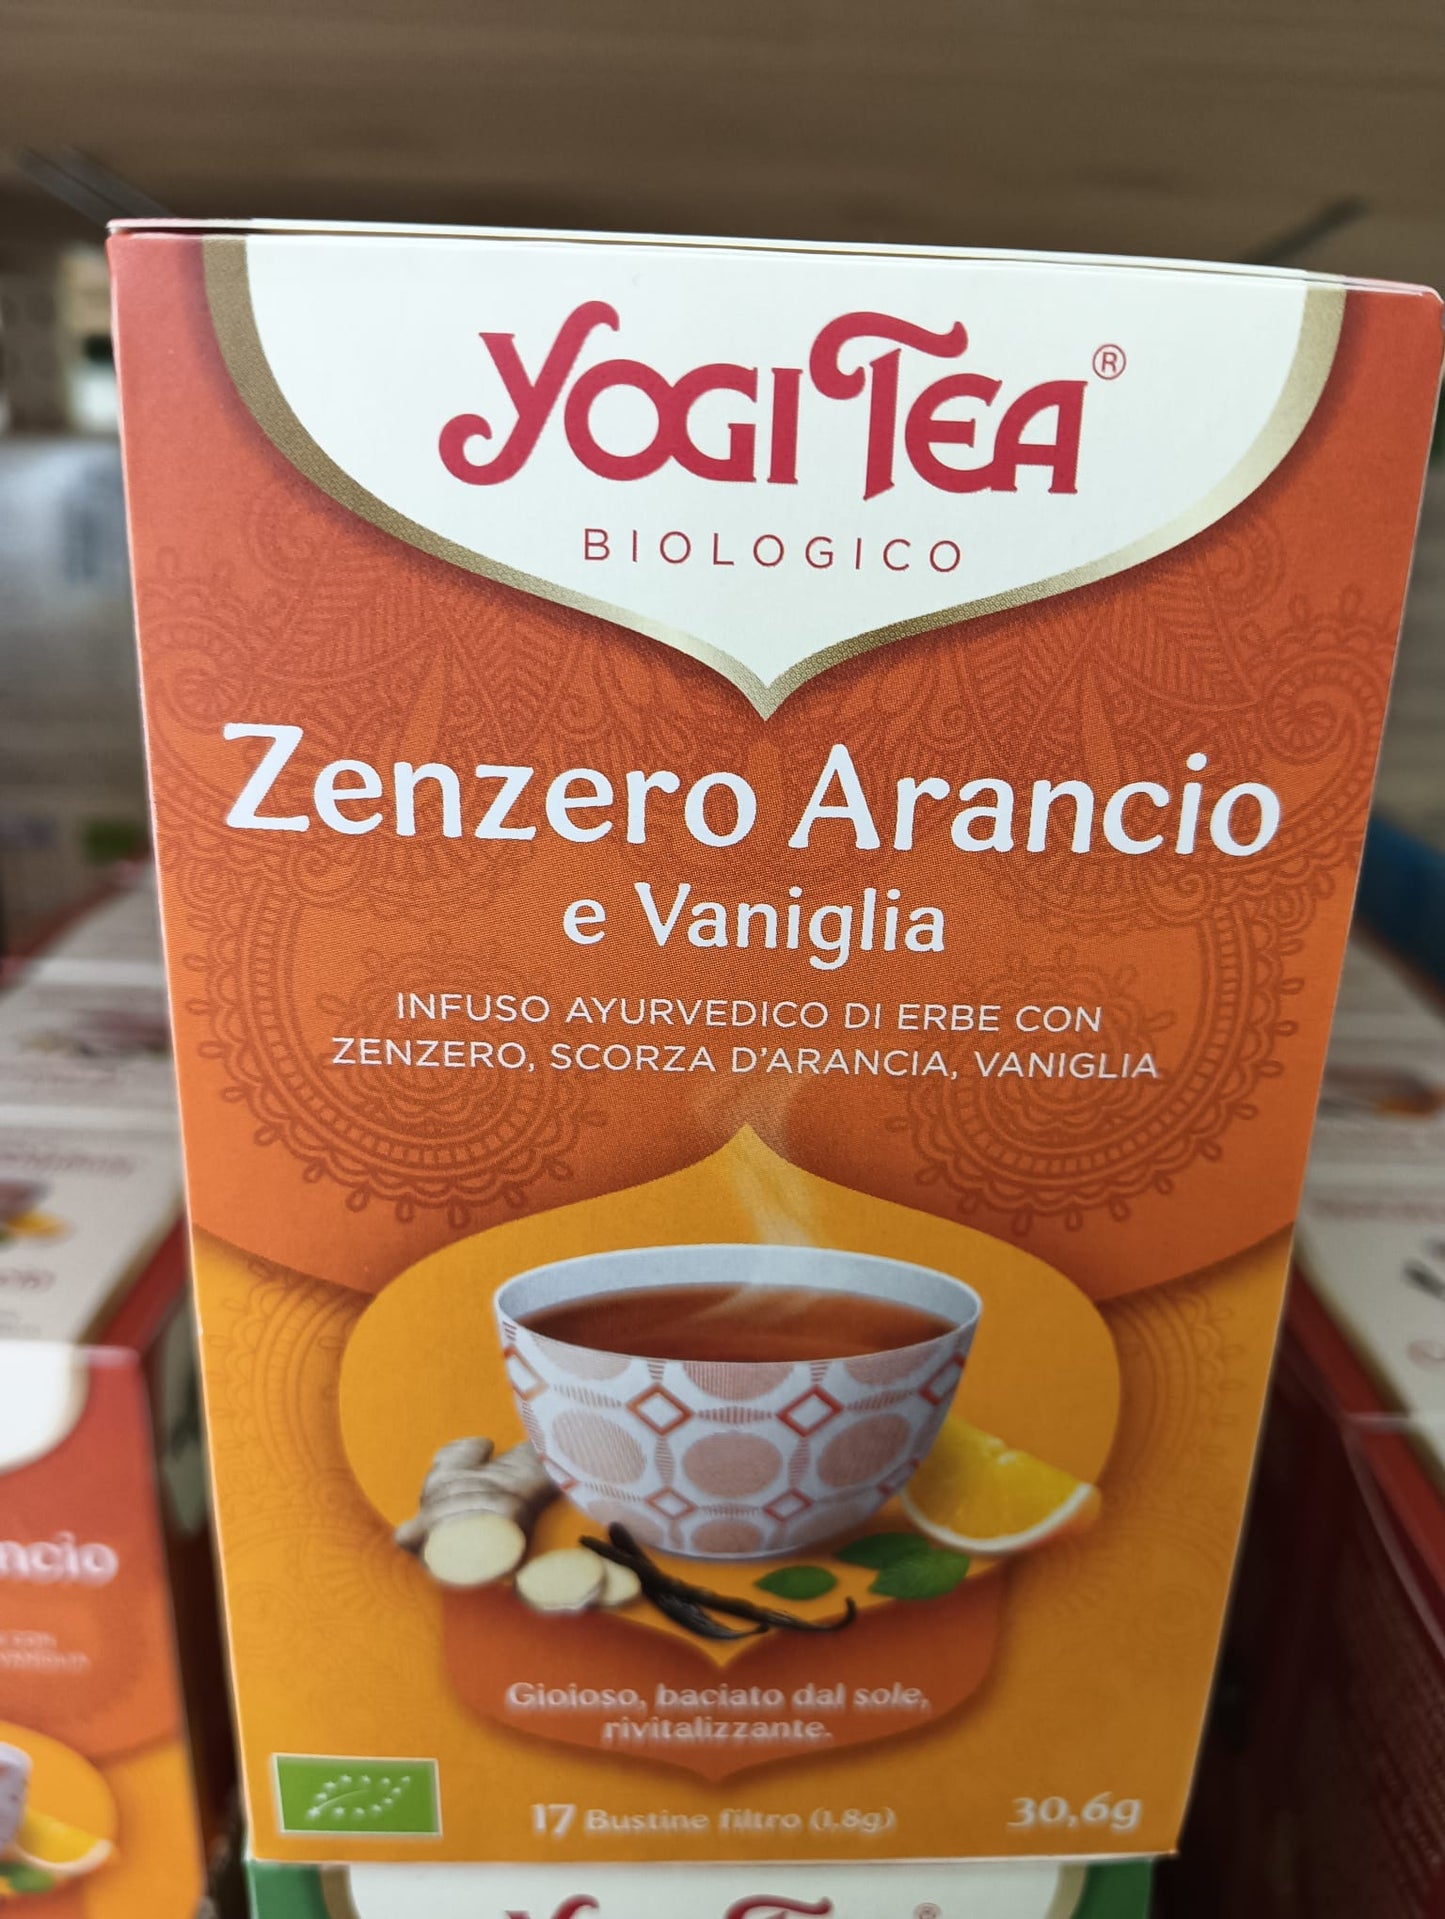 YOGI TEA®
BIOLOGICO
Zenzero Arancio
e Vaniglia
INFUSO AYURVEDICO DI ERBE CON
ZENZERO, SCORZA D'ARANCIA, VANIGLIA
Gioioso, baciato dal sole,
rivitalizzante.
17 Bustine filtro (1,8g)
30,6g
ncio